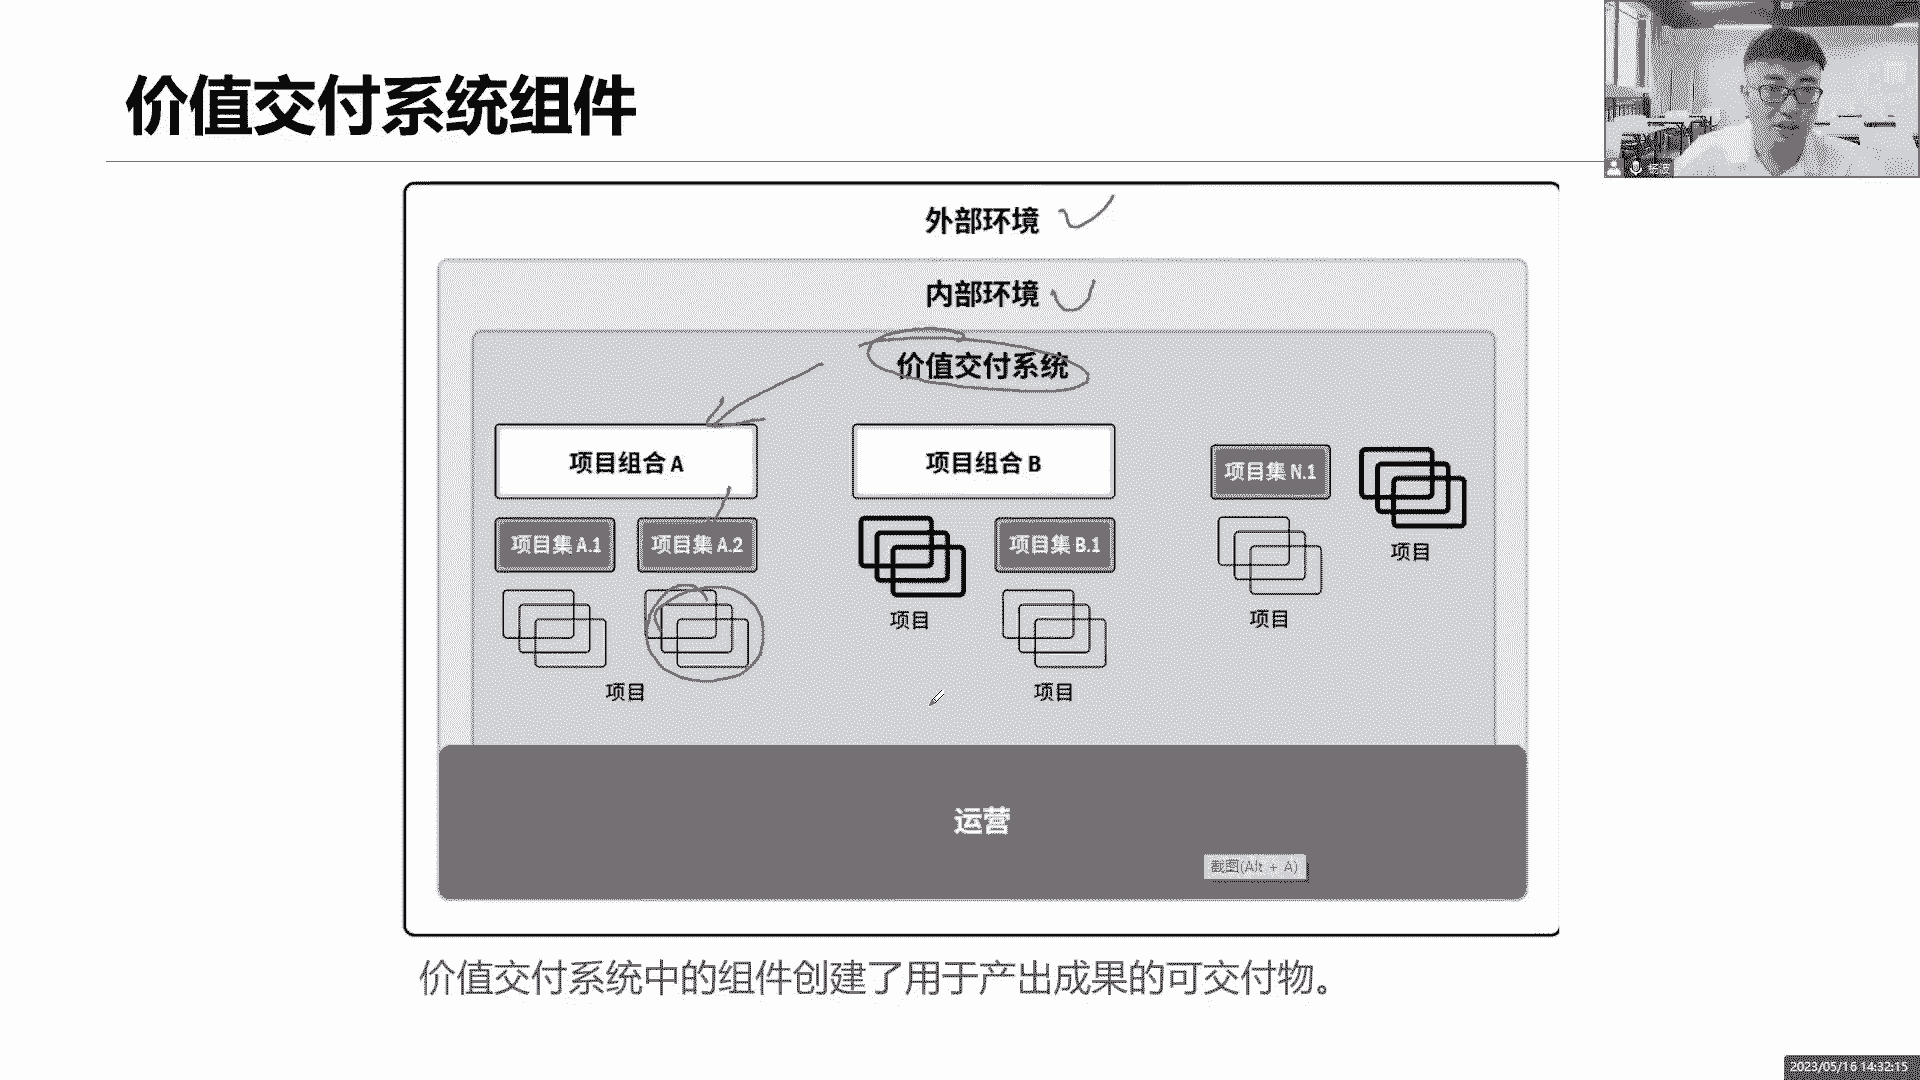 价值交付系统组件
杨波
外部环境
内部环境
价值交付系统
项目组合 A
项目组合 B
项目集 N.1
项目
项目集 A.1
项目集 A.2
项目集 B.1
项目
项目
项目
项目
运营
截图(Alt + A)
价值交付系统中的组件创建了用于产出成果的可交付物。
2023/05/16 14:32:15